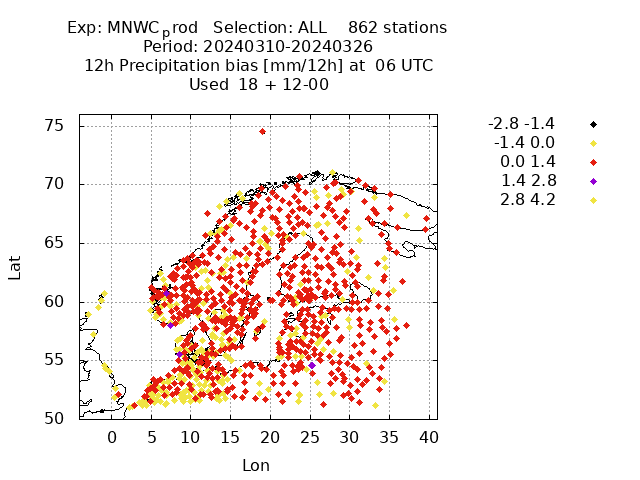 Exp: MNWC_prod   Selection: ALL    862 stations
Period: 20240310-20240326
12h Precipitation bias [mm/12h] at  06 UTC
Used  18 + 12-00
-2.8 -1.4
-1.4 0.0
0.0 1.4
1.4 2.8
2.8 4.2
75
70
65
60
55
50
Lat
0 5 10 15 20 25 30 35 40
Lon